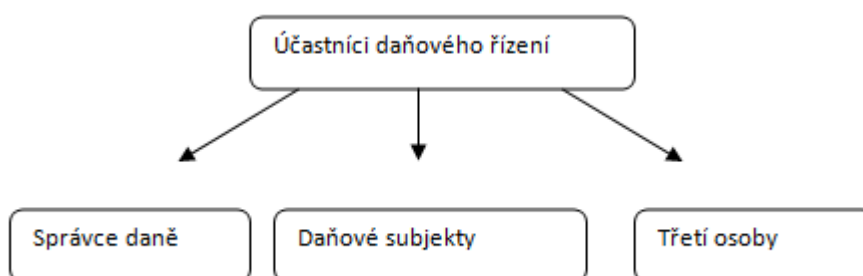 Účastníci daňového řízení
Správce daně
Daňové subjekty
Třetí osoby